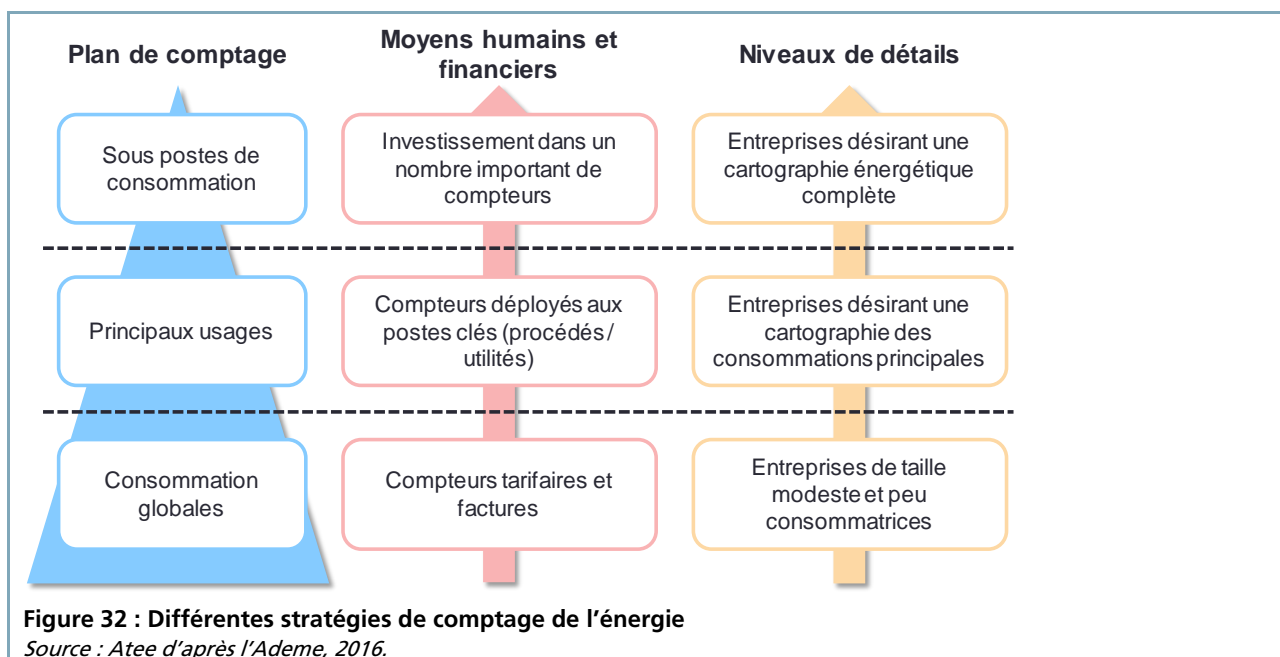 Plan de comptage
Moyens humains et
financiers
Niveaux de détails
Sous postes de
consommation
Investissement dans un
nombre important de
compteurs
Entreprises désirant une
cartographie énergétique
complète
Principaux usages
Compteurs déployés aux
postes clés (procédés /
utilités)
Entreprises désirant une
cartographie des
consommations principales
Consommation
globales
Compteurs tarifaires et
factures
Entreprises de taille
modeste et peu
consommatrices
Figure 32 : Différentes stratégies de comptage de l’énergie
Source : Atee d’après l’Ademe, 2016.